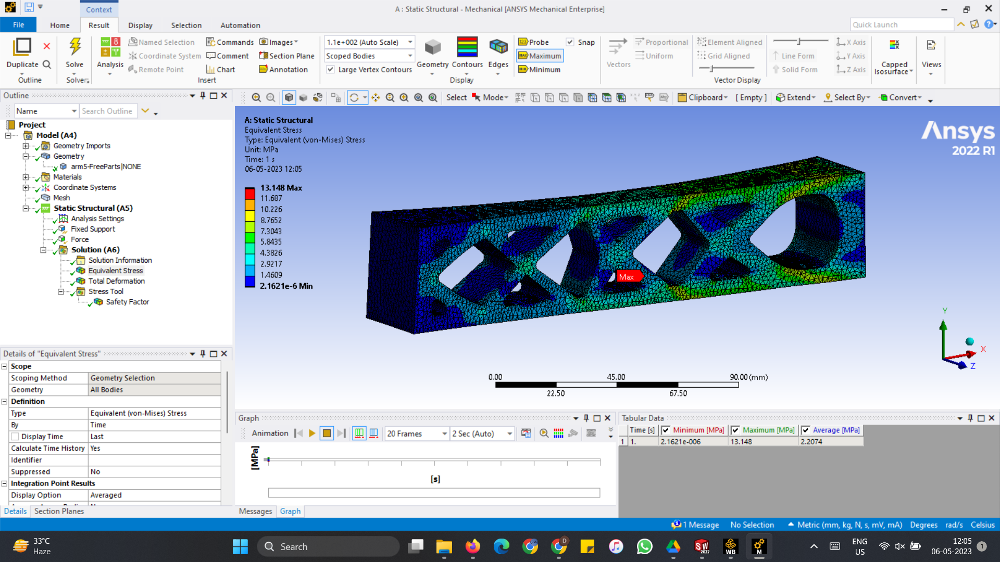 Context
A : Static Structural - Mechanical [ANSYS Mechanical Enterprise]
File
Home
Result
Display
Selection
Automation
Quick Launch
Duplicate
Outline
Solve
Solver
Analysis
Named Selection
Coordinate System
Remote Point
Commands
Comment
Chart
Images
Section Plane
Annotation
Insert
1.1e+002 (Auto Scale)
Scoped Bodies
Large Vertex Contours
Geometry
Contours
Edges
Display
Probe
Maximum
Minimum
Snap
Vectors
Proportional
Uniform
Element Aligned
Grid Aligned
Line Form
Solid Form
X Axis
Y Axis
Z Axis
Vector Display
Capped
Isosurface
Views
Outline
Name
Search Outline
Select
Mode
Clipboard
[ Empty ]
Extend
Select By
Convert
Project
Model (A4)
Geometry Imports
Geometry
arm5-FreeParts|NONE
Materials
Coordinate Systems
Mesh
Static Structural (A5)
Analysis Settings
Fixed Support
Force
Solution (A6)
Solution Information
Equivalent Stress
Total Deformation
Stress Tool
Safety Factor
A: Static Structural
Equivalent Stress
Type: Equivalent (von-Mises) Stress
Unit: MPa
Time: 1 s
06-05-2023 12:05
13.148 Max
11.687
10.226
8.7652
7.3043
5.8435
4.3826
2.9217
1.4609
2.1621e-6 Min
Ansys
2022 R1
Max
0.00
45.00
90.00 (mm)
22.50
67.50
Y
X
Z
Details of "Equivalent Stress"
Scope
Scoping Method Geometry Selection
Geometry All Bodies
Definition
Type Equivalent (von-Mises) Stress
By Time
Display Time Last
Calculate Time History Yes
Identifier
Suppressed No
Integration Point Results
Display Option Averaged
Details
Section Planes
Graph
Animation
20 Frames
2 Sec (Auto)
[MPa]
[s]
Messages
Graph
Tabular Data
Time [s] Minimum [MPa] Maximum [MPa] Average [MPa]
1 1. 2.1621e-006 13.148 2.2074
1 Message
No Selection
Metric (mm, kg, N, s, mV, mA)
Degrees
rad/s
Celsius
33°C
Haze
Search
ENG
US
12:05
06-05-2023
1